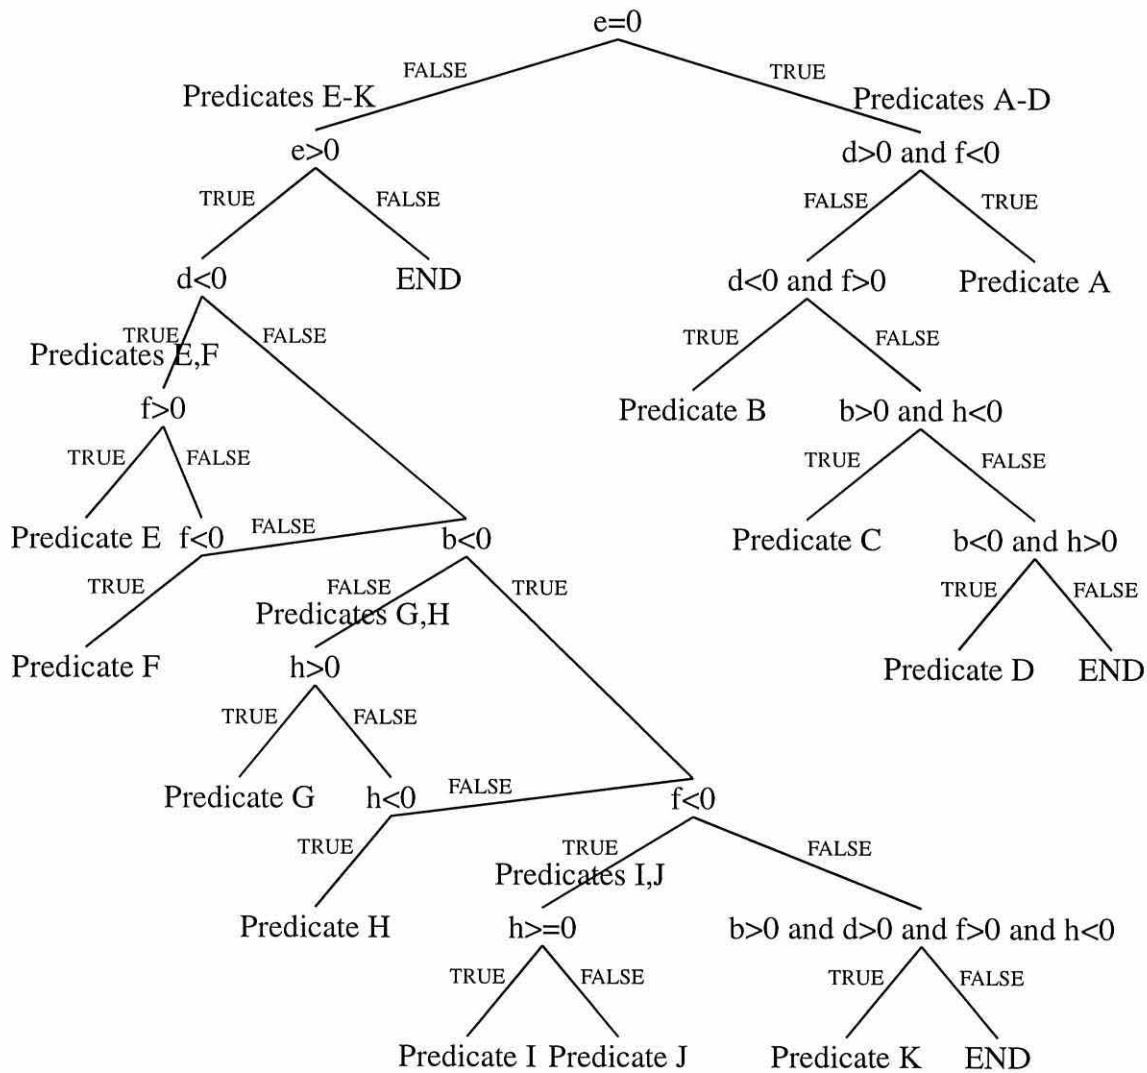 e=0
FALSE
TRUE
Predicates E-K
Predicates A-D
e>0
d>0 and f<0
TRUE
FALSE
FALSE
TRUE
d<0
END
d<0 and f>0
Predicate A
TRUE
FALSE
TRUE
FALSE
Predicates E,F
f>0
Predicate B
b>0 and h<0
TRUE
FALSE
TRUE
FALSE
Predicate E
f<0
FALSE
b<0
Predicate C
b<0 and h>0
TRUE
FALSE
TRUE
TRUE
FALSE
Predicates G,H
Predicate F
h>0
Predicate D
END
TRUE
FALSE
Predicate G
h<0
FALSE
f<0
TRUE
TRUE
FALSE
Predicates I,J
Predicate H
h>=0
b>0 and d>0 and f>0 and h<0
TRUE
FALSE
TRUE
FALSE
Predicate I
Predicate J
Predicate K
END